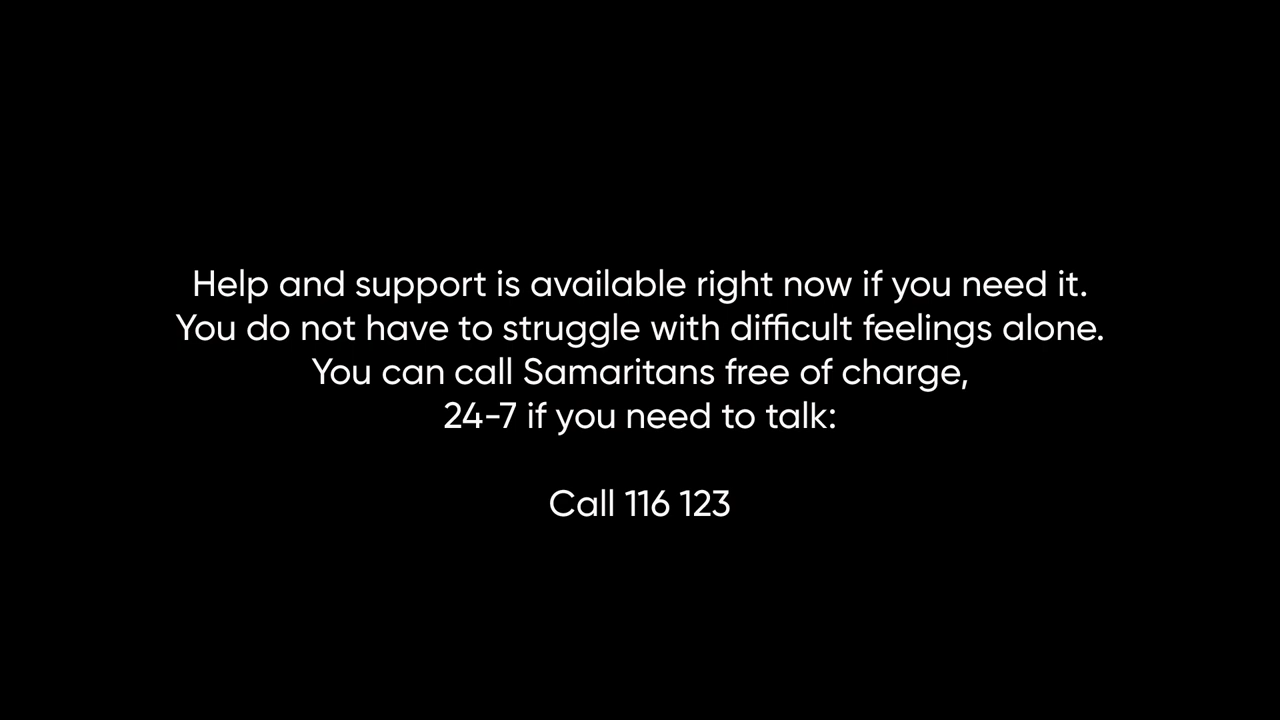 Help and support is available right now if you need it.
You do not have to struggle with difficult feelings alone.
You can call Samaritans free of charge,
24-7 if you need to talk:
Call 116 123